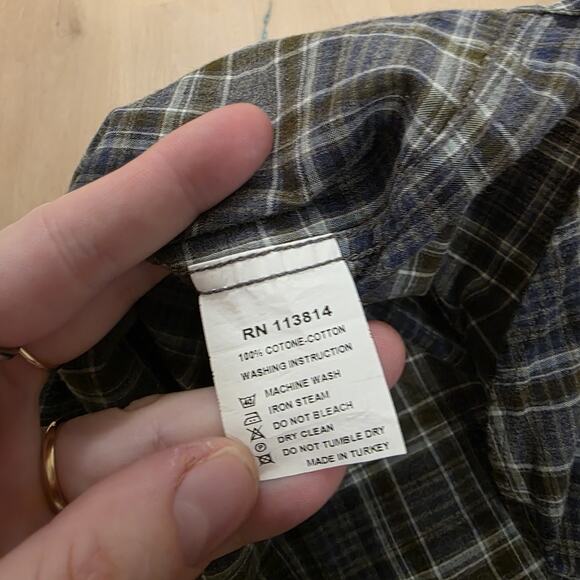 RN 113814
100% COTONE-COTTON
WASHING INSTRUCTION
40 MACHINE WASH
IRON STEAM
DO NOT BLEACH
P DRY CLEAN
DO NOT TUMBLE DRY
MADE IN TURKEY